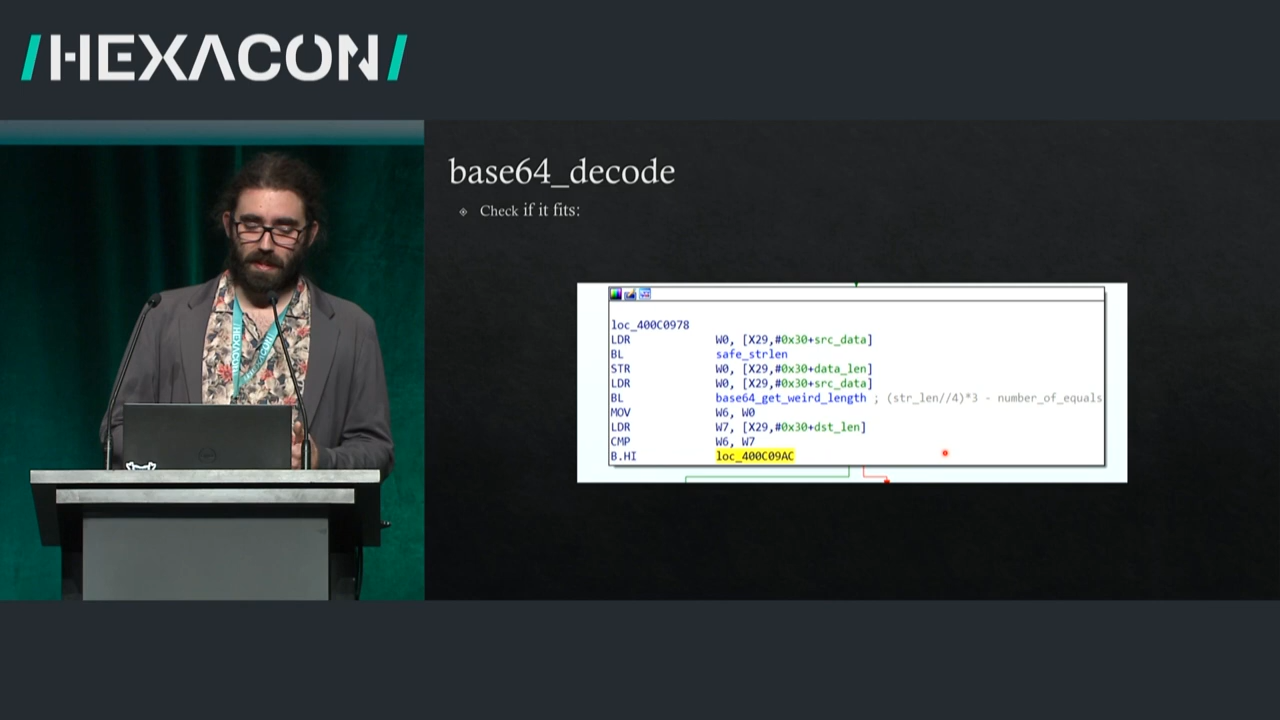 /HEXACON/
base64_decode
Check if it fits:
loc_400C0978
LDR W0, [X29,#0x30+src_data]
BL safe_strlen
STR W0, [X29,#0x30+data_len]
LDR W0, [X29,#0x30+src_data]
BL base64_get_weird_length ; (str_len//4)*3 - number_of_equals
MOV W6, W0
LDR W7, [X29,#0x30+dst_len]
CMP W6, W7
B.HI loc_400C09AC
HEXACON